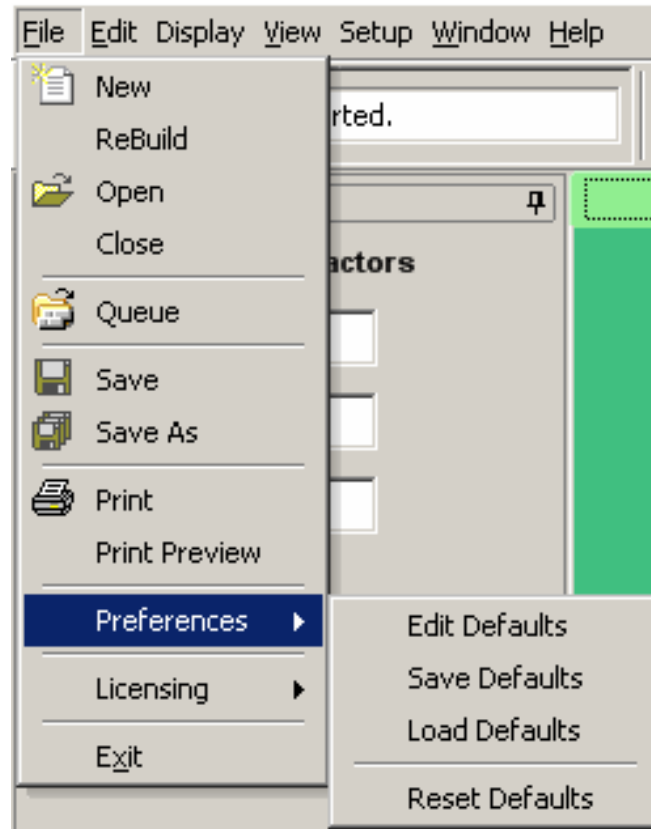 File Edit Display View Setup Window Help
New
rted.
ReBuild
Open
Close
actors
Queue
Save
Save As
Print
Print Preview
Preferences
Edit Defaults
Save Defaults
Licensing
Load Defaults
Exit
Reset Defaults